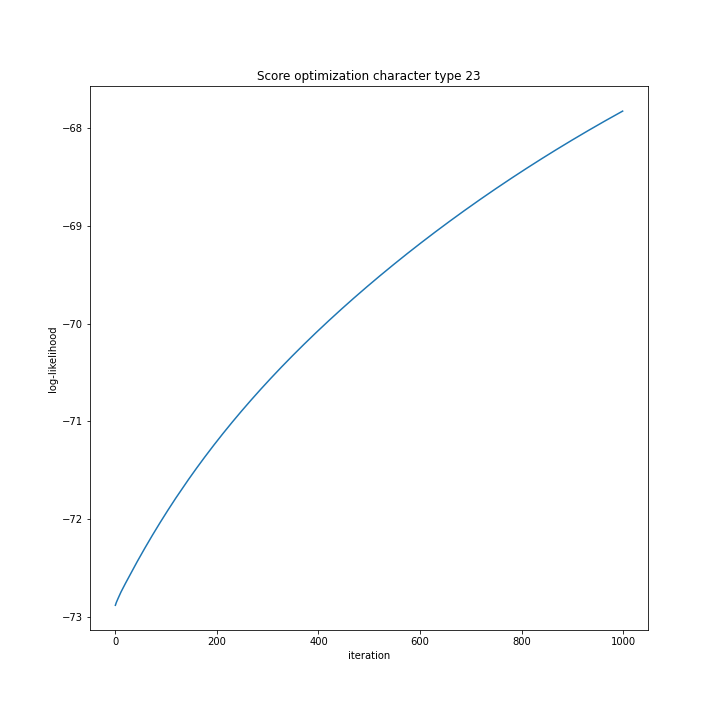 Score optimization character type 23
−68
−69
−70
−71
−72
−73
log-likelihood
0 200 400 600 800 1000
iteration